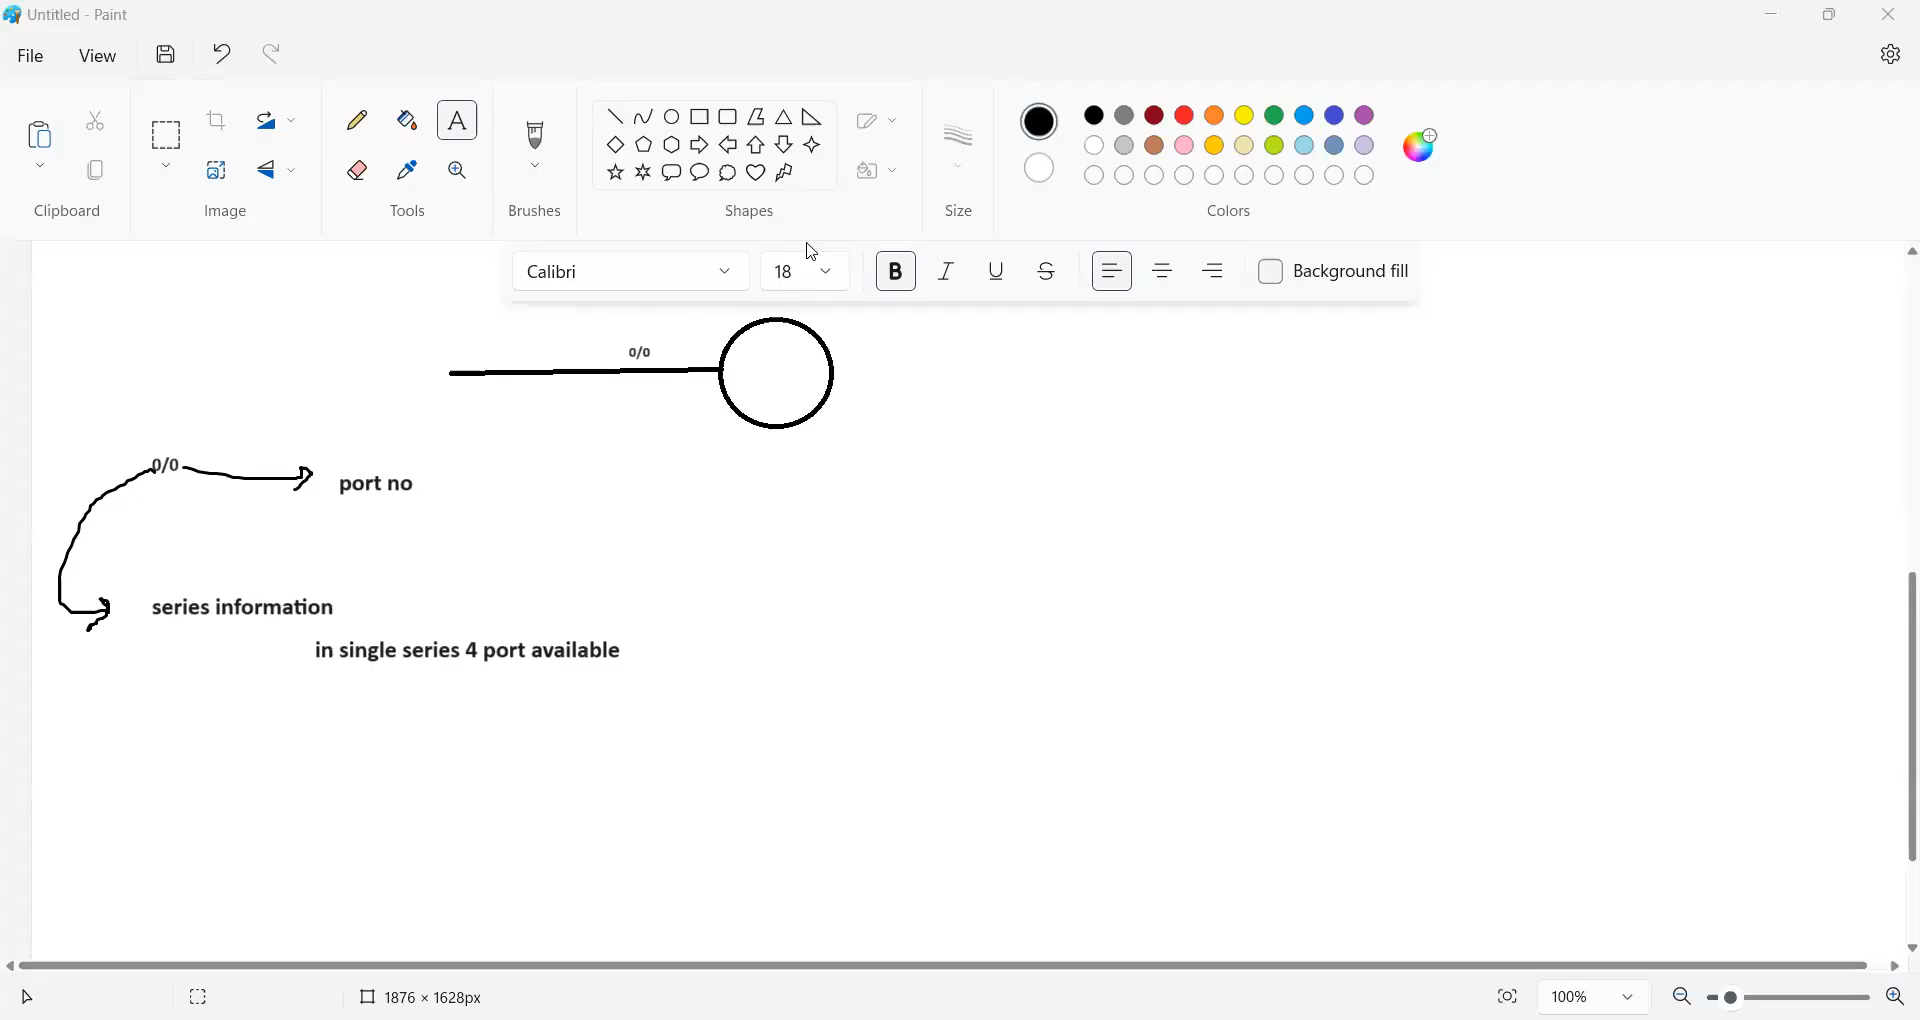 Untitled - Paint
File View
Clipboard Image Tools Brushes Shapes Size Colors
Calibri 18 B I U S Background fill
0/0
0/0
port no
series information
in single series 4 port available
1876 × 1628px 100%